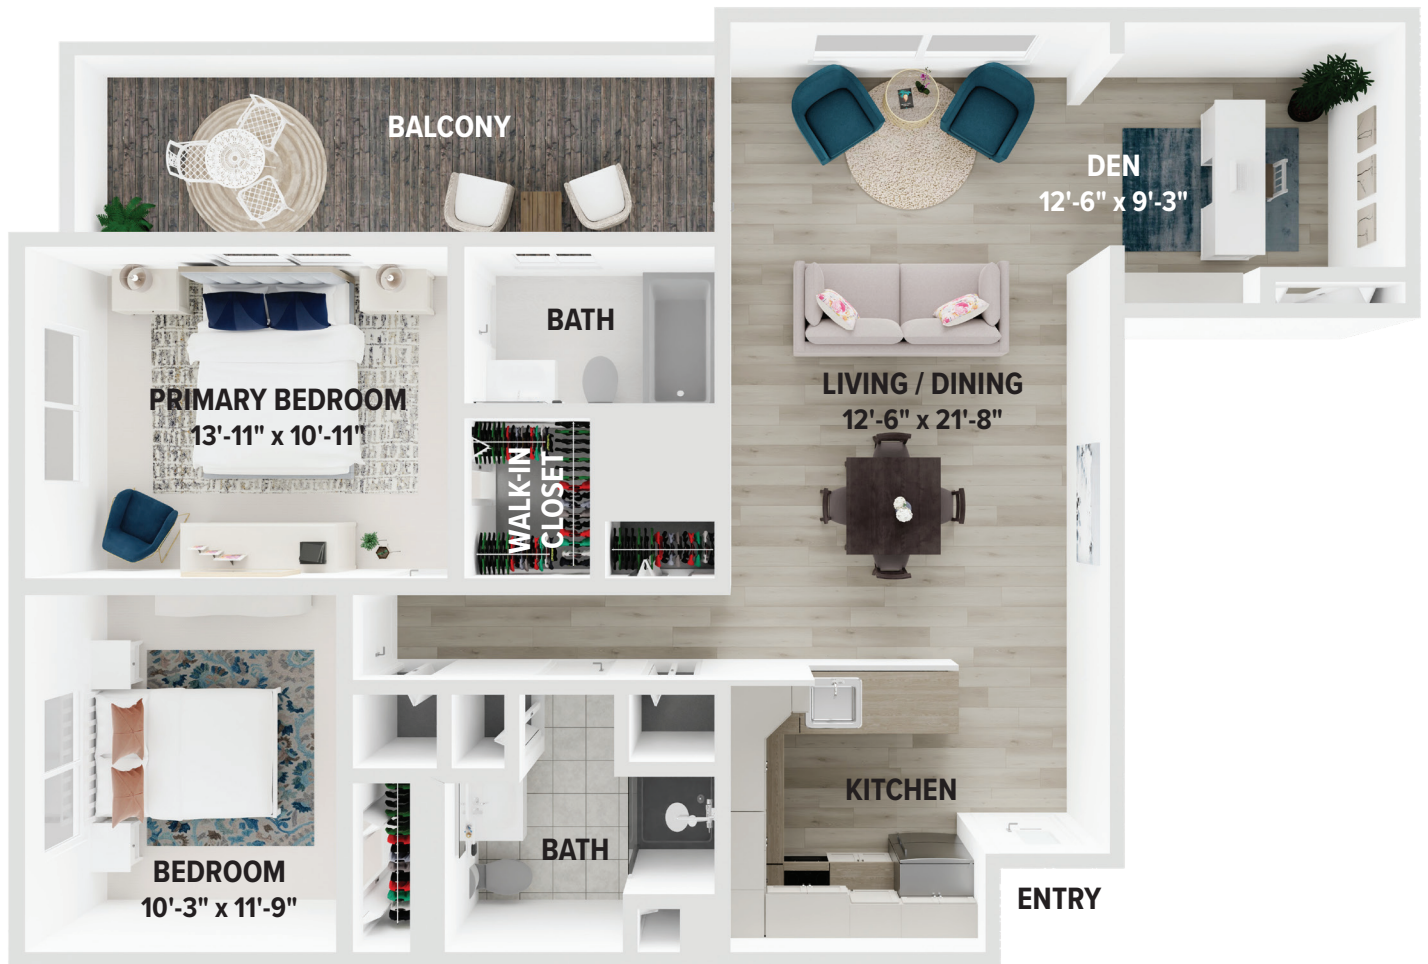 BALCONY
DEN
12'-6" x 9'-3"
BATH
PRIMARY BEDROOM
13'-11" x 10'-11"
LIVING / DINING
12'-6" x 21'-8"
WALK-IN
CLOSET
KITCHEN
BATH
BEDROOM
10'-3" x 11'-9"
ENTRY